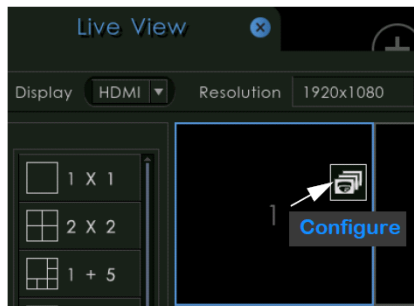 Live View
Display HDMI Resolution 1920x1080
1 X 1
2 X 2
1 + 5
1
Configure